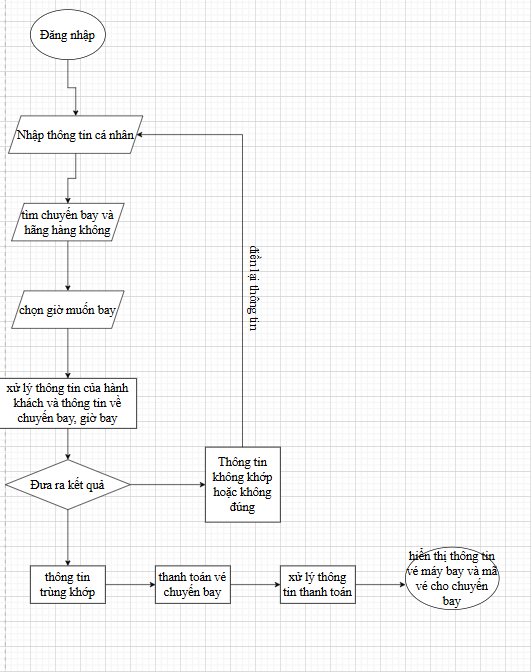 Đăng nhập
Nhập thông tin cá nhân
tìm chuyến bay và
hãng hàng không
chọn giờ muốn bay
điền lại thông tin
xử lý thông tin của hành
khách và thông tin về
chuyến bay, giờ bay
Đưa ra kết quả
Thông tin
không khớp
hoặc không
đúng
thông tin
trùng khớp
thanh toán vé
chuyến bay
xử lý thông
tin thanh toán
hiển thị thông tin
vé máy bay và mã
vé cho chuyến
bay